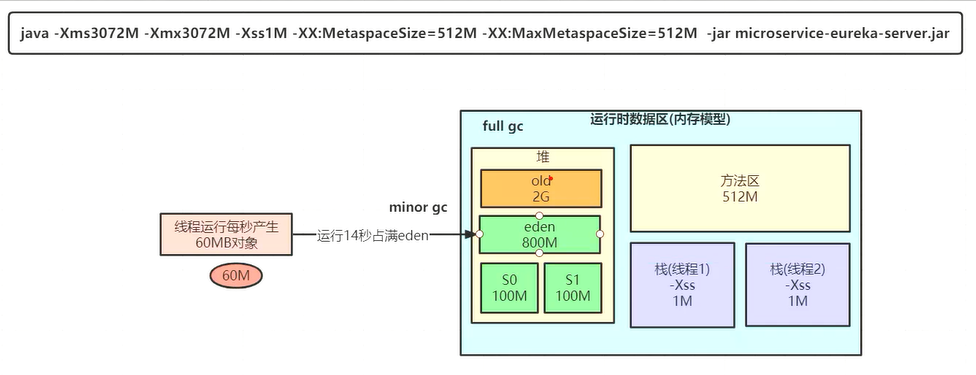 java -Xms3072M -Xmx3072M -Xss1M -XX:MetaspaceSize=512M -XX:MaxMetaspaceSize=512M -jar microservice-eureka-server.jar
运行时数据区(内存模型)
full gc
堆
old
2G
方法区
512M
minor gc
线程运行每秒产生
60MB对象
运行14秒占满eden
eden
800M
60M
S0
100M
S1
100M
栈(线程1)
-Xss
1M
栈(线程2)
-Xss
1M